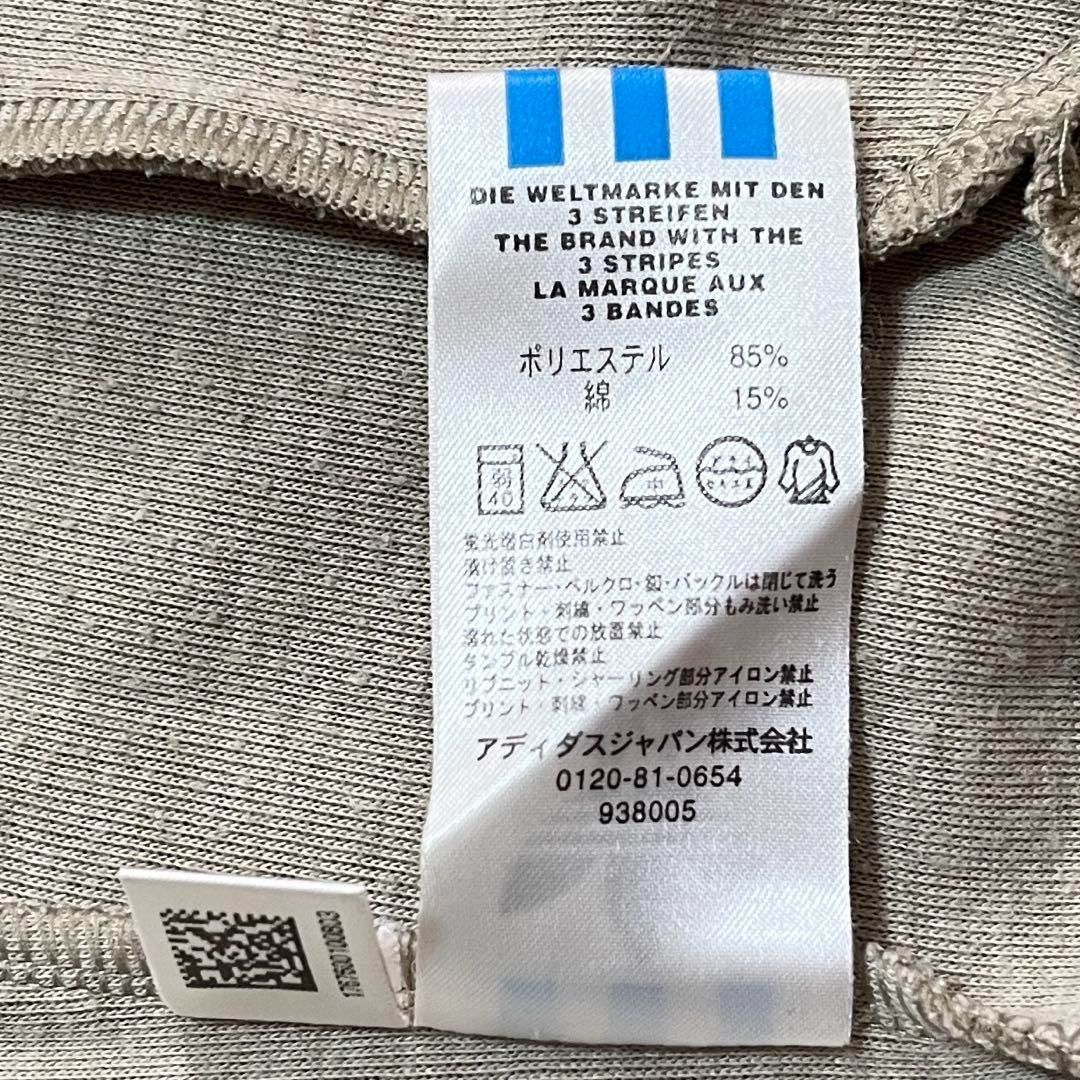 DIE WELTMARKE MIT DEN
3 STREIFEN
THE BRAND WITH THE
3 STRIPES
LA MARQUE AUX
3 BANDES
ポリエステル 85%
綿 15%
弱
40
中
蛍光増白剤使用禁止
漬け置き禁止
ファスナー・ベルクロ・釦・バックルは閉じて洗う
プリント・刺繍・ワッペン部分もみ洗い禁止
濡れた状態での放置禁止
タンブル乾燥禁止
リブニット・シャーリング部分アイロン禁止
プリント・刺繍・ワッペン部分アイロン禁止
アディダスジャパン株式会社
0120-81-0654
938005